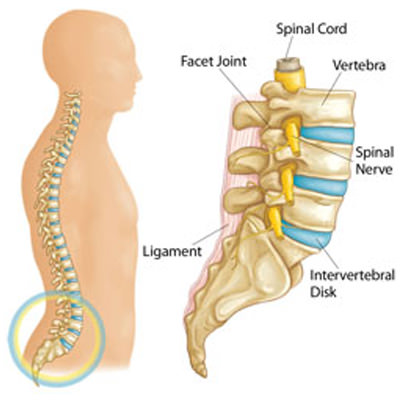 Spinal Cord
Facet Joint
Vertebra
Spinal
Nerve
Ligament
Intervertebral
Disk